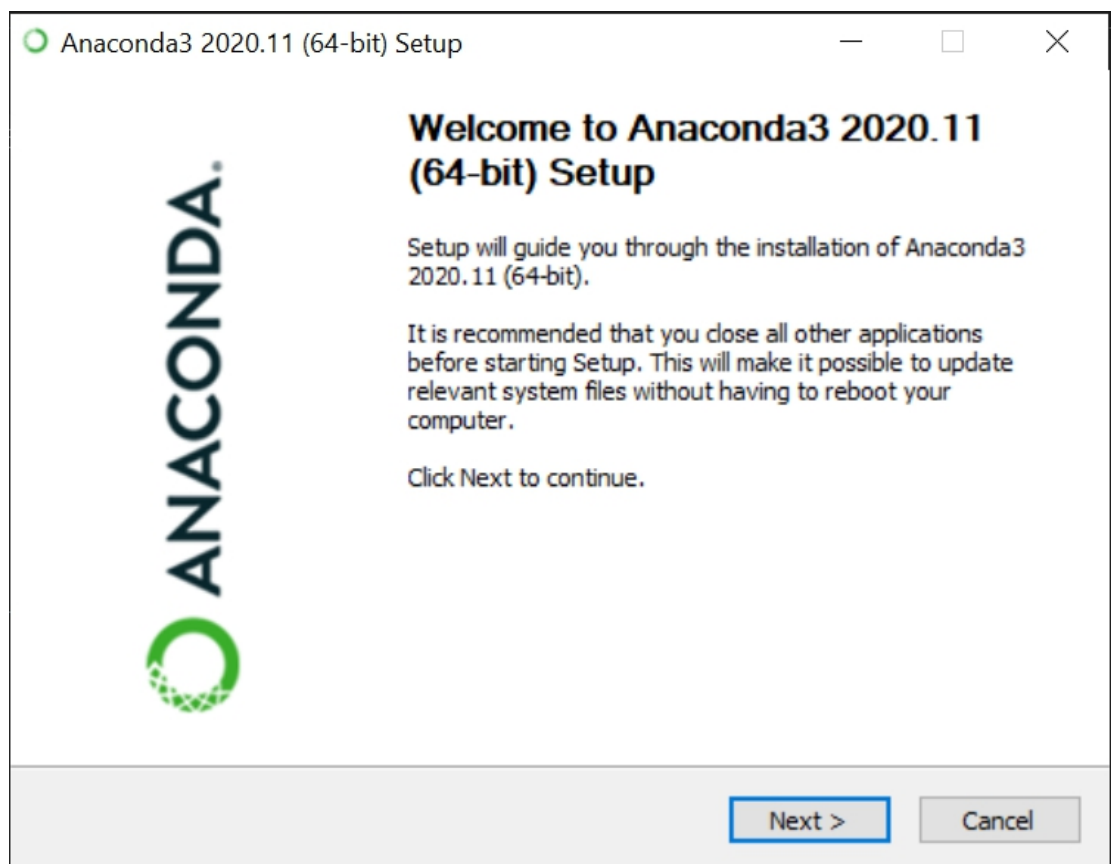 Anaconda3 2020.11 (64-bit) Setup
Welcome to Anaconda3 2020.11
(64-bit) Setup
ANACONDA.
Setup will guide you through the installation of Anaconda3
2020.11 (64-bit).
It is recommended that you close all other applications
before starting Setup. This will make it possible to update
relevant system files without having to reboot your
computer.
Click Next to continue.
Next >
Cancel